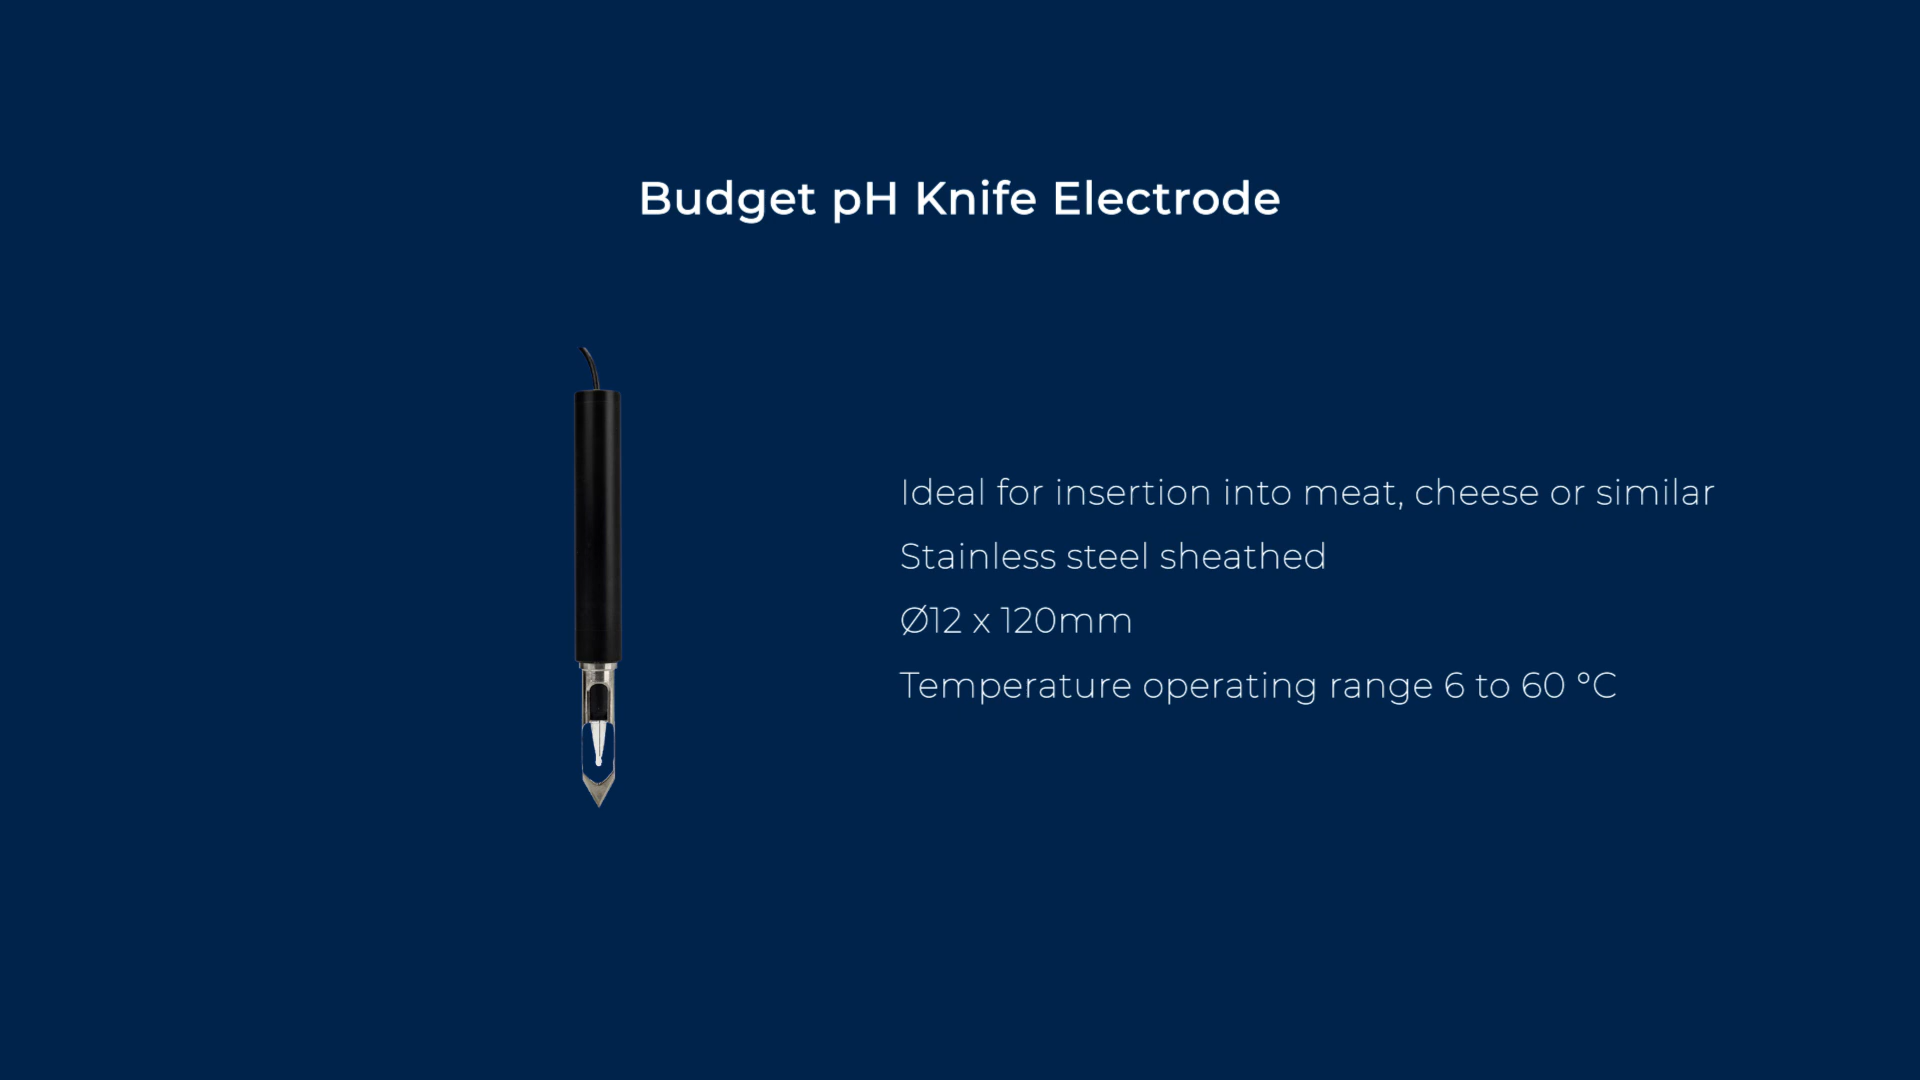 Budget pH Knife Electrode
Ideal for insertion into meat, cheese or similar
Stainless steel sheathed
Ø12 x 120mm
Temperature operating range 6 to 60 °C